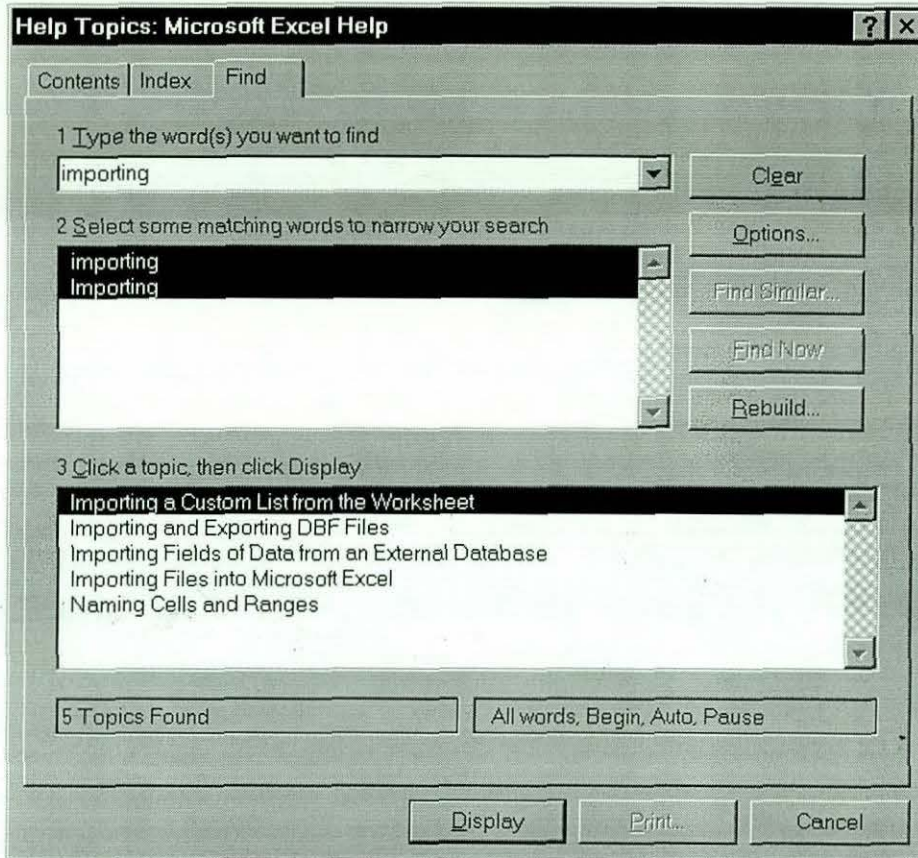 Help Topics: Microsoft Excel Help
? X
Contents Index Find
1 Type the word(s) you want to find
importing
Clear
2 Select some matching words to narrow your search
Options...
importing
Importing
Find Similar...
Find Now
Rebuild...
3 Click a topic, then click Display
Importing a Custom List from the Worksheet
Importing and Exporting DBF Files
Importing Fields of Data from an External Database
Importing Files into Microsoft Excel
Naming Cells and Ranges
5 Topics Found
All words, Begin, Auto, Pause
Display Print... Cancel